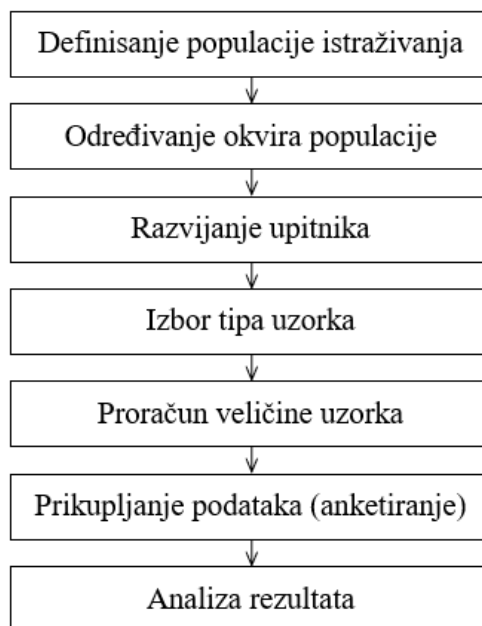 Definisanje populacije istraživanja
Određivanje okvira populacije
Razvijanje upitnika
Izbor tipa uzorka
Proračun veličine uzorka
Prikupljanje podataka (anketiranje)
Analiza rezultata